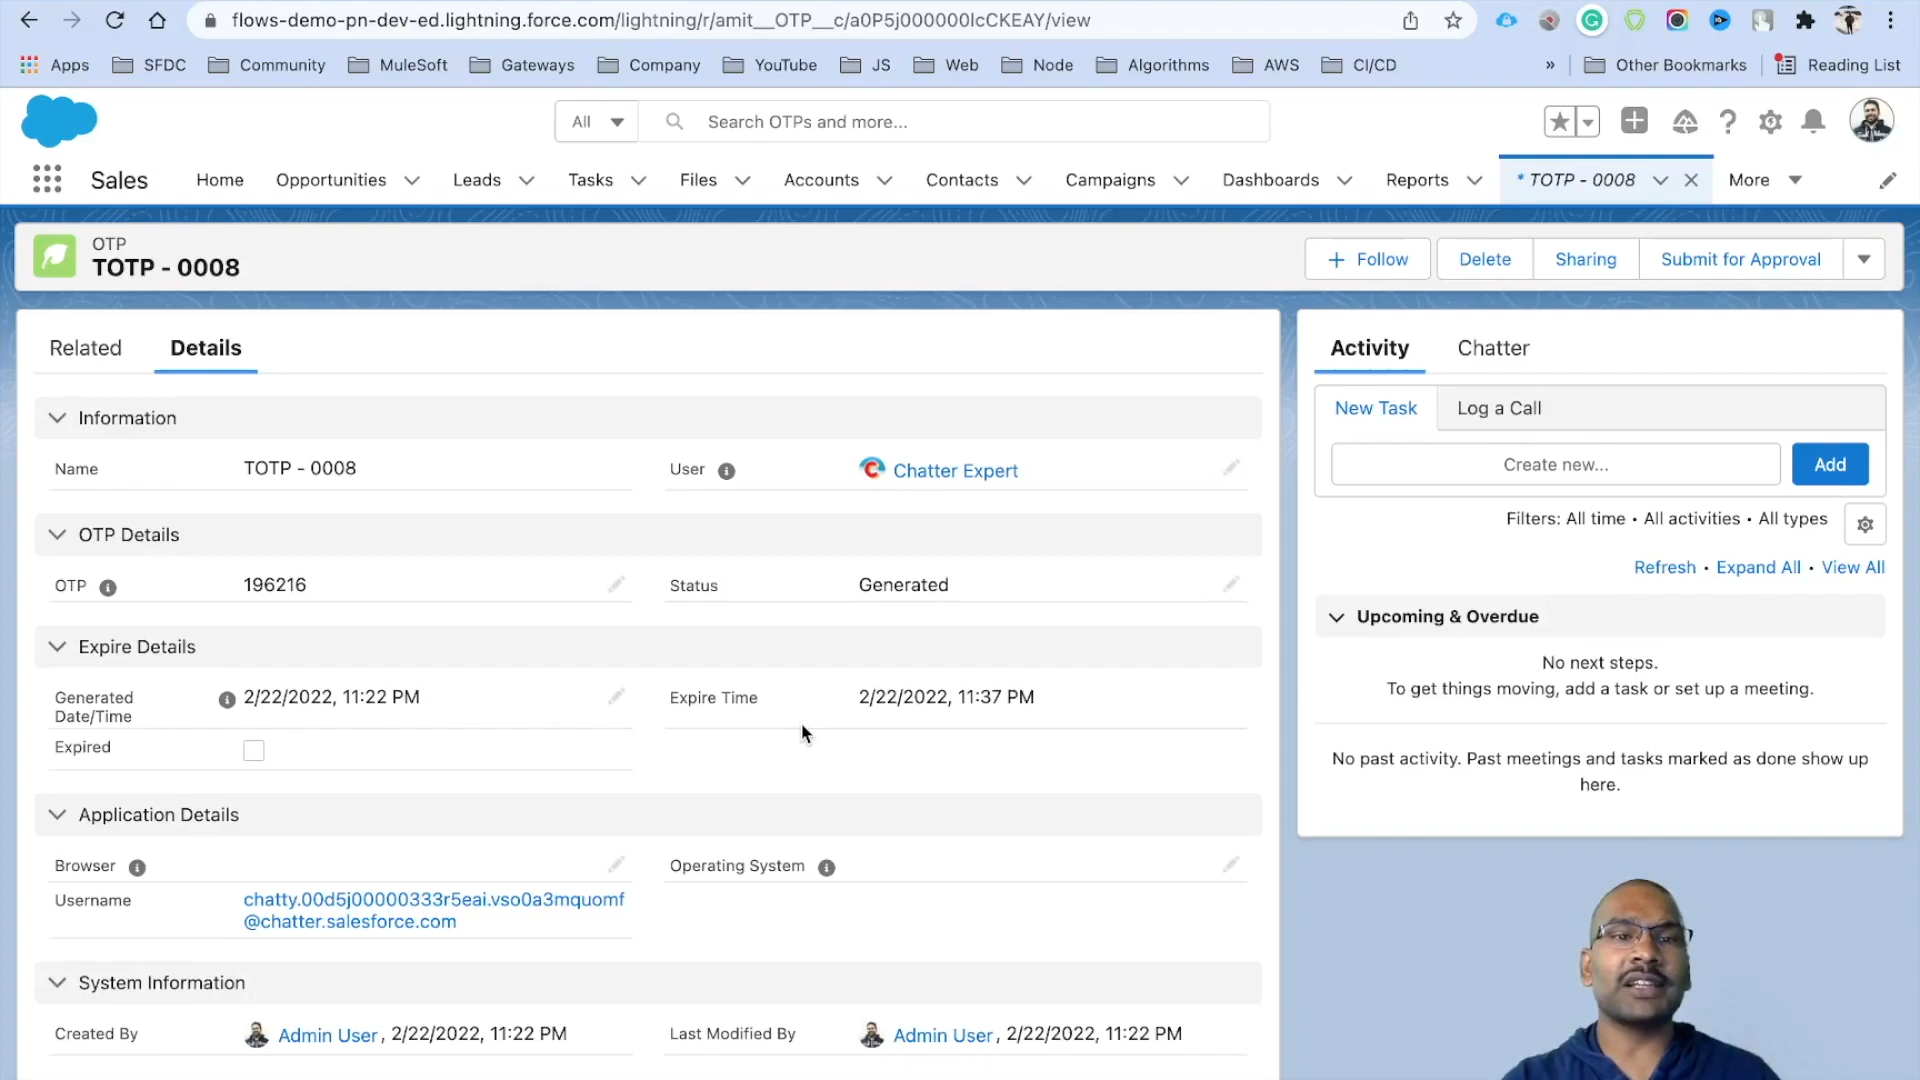 flows-demo-pn-dev-ed.lightning.force.com/lightning/r/amit__OTP__c/a0P5j000000lcCKEAY/view
Apps SFDC Community MuleSoft Gateways Company YouTube JS Web Node Algorithms AWS CI/CD » Other Bookmarks Reading List
All Search OTPs and more...
Sales Home Opportunities Leads Tasks Files Accounts Contacts Campaigns Dashboards Reports * TOTP - 0008 More
OTP
TOTP - 0008
+ Follow Delete Sharing Submit for Approval
Related Details
Information
Name TOTP - 0008 User Chatter Expert
OTP Details
OTP 196216 Status Generated
Expire Details
Generated Date/Time 2/22/2022, 11:22 PM Expire Time 2/22/2022, 11:37 PM
Expired
Application Details
Browser Operating System
Username chatty.00d5j00000333r5eai.vso0a3mquomf
@chatter.salesforce.com
System Information
Created By Admin User, 2/22/2022, 11:22 PM Last Modified By Admin User, 2/22/2022, 11:22 PM
Activity Chatter
New Task Log a Call
Create new... Add
Filters: All time • All activities • All types
Refresh • Expand All • View All
Upcoming & Overdue
No next steps.
To get things moving, add a task or set up a meeting.
No past activity. Past meetings and tasks marked as done show up
here.